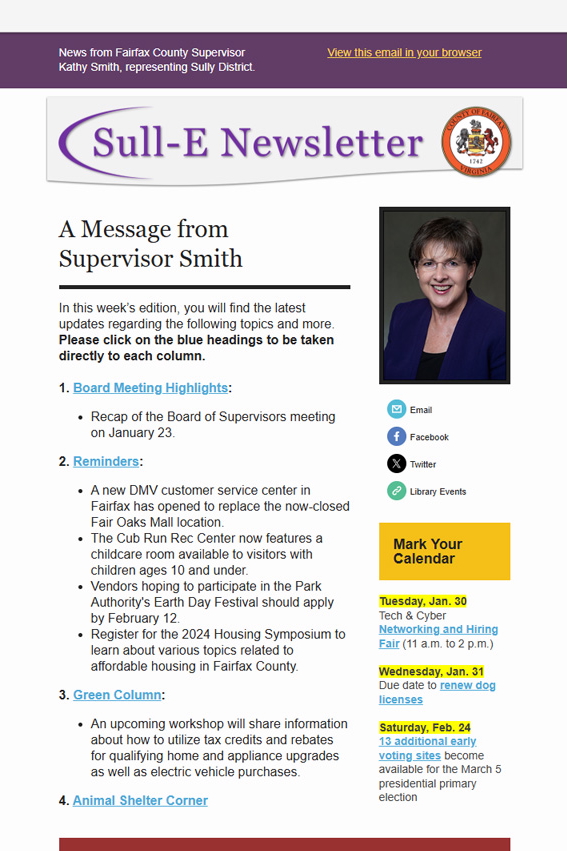 News from Fairfax County Supervisor
Kathy Smith, representing Sully District.
View this email in your browser
Sull-E Newsletter
COUNTY OF FAIRFAX
1742
VIRGINIA
A Message from
Supervisor Smith
In this week's edition, you will find the latest
updates regarding the following topics and more.
Please click on the blue headings to be taken
directly to each column.
1. Board Meeting Highlights:
• Recap of the Board of Supervisors meeting
on January 23.
2. Reminders:
• A new DMV customer service center in
Fairfax has opened to replace the now-closed
Fair Oaks Mall location.
• The Cub Run Rec Center now features a
childcare room available to visitors with
children ages 10 and under.
• Vendors hoping to participate in the Park
Authority's Earth Day Festival should apply
by February 12.
• Register for the 2024 Housing Symposium to
learn about various topics related to
affordable housing in Fairfax County.
3. Green Column:
• An upcoming workshop will share information
about how to utilize tax credits and rebates
for qualifying home and appliance upgrades
as well as electric vehicle purchases.
4. Animal Shelter Corner
Email
Facebook
Twitter
Library Events
Mark Your
Calendar
Tuesday, Jan. 30
Tech & Cyber
Networking and Hiring
Fair (11 a.m. to 2 p.m.)
Wednesday, Jan. 31
Due date to renew dog
licenses
Saturday, Feb. 24
13 additional early
voting sites become
available for the March 5
presidential primary
election